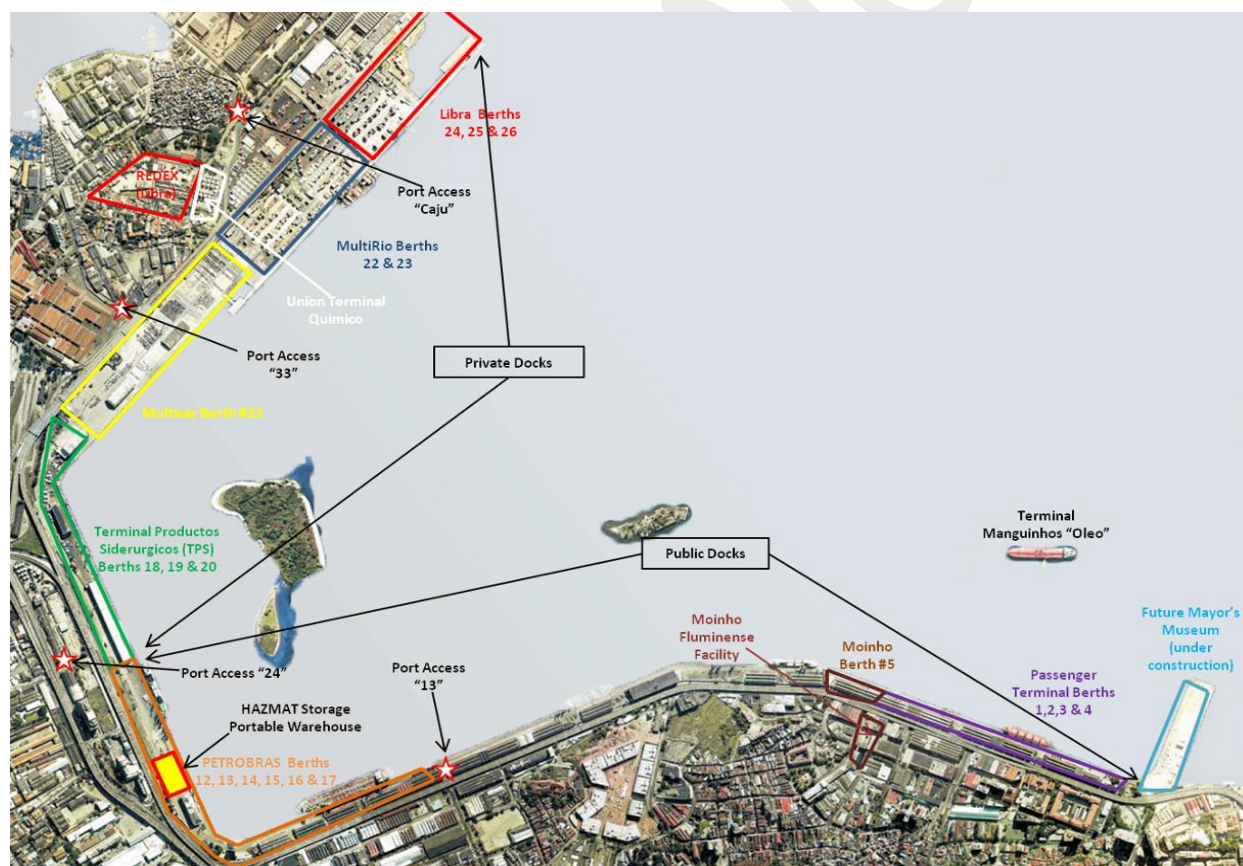 Libra Berths
24, 25 & 26
REDEX
(Libra)
Port Access
“Caju”
MultiRio Berths
22 & 23
Union Terminal
Quimico
Port Access
“33”
Private Docks
Multicar Berth #21
Terminal Productos
Siderurgicos (TPS)
Berths 18, 19 & 20
Public Docks
Terminal
Manguinhos “Oleo”
Future Mayor’s
Museum
(under
construction)
Moinho
Fluminense
Facility
Moinho
Berth #5
Passenger
Terminal Berths
1,2,3 & 4
Port Access “24”
Port Access
“13”
HAZMAT Storage
Portable Warehouse
PETROBRAS Berths
12, 13, 14, 15, 16 & 17